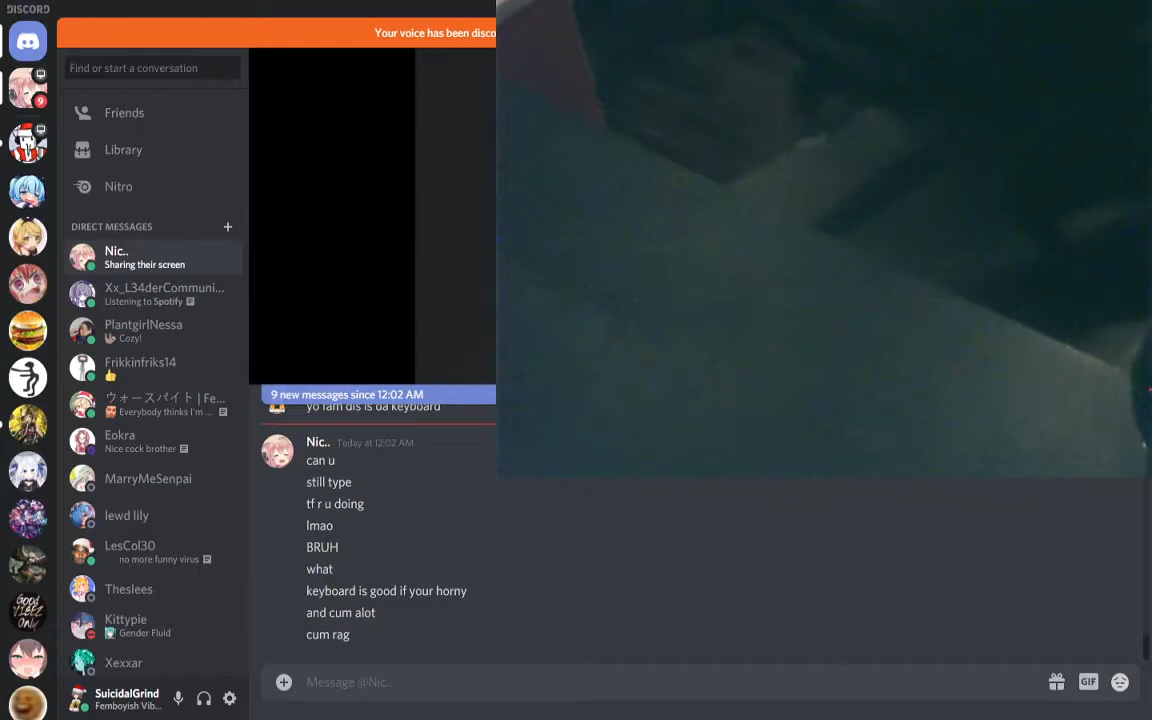 DISCORD
Your voice has been disco
Find or start a conversation
Friends
Library
Nitro
DIRECT MESSAGES
Nic..
Sharing their screen
Xx_L34derCommuni...
Listening to Spotify
PlantgirlNessa
Cozy!
Frikkinfriks14
ウォースパイト | Fe...
Everybody thinks I'm ...
Eokra
Nice cock brother
MarryMeSenpai
lewd lily
LesCol30
no more funny virus
Theslees
Kittypie
Gender Fluid
Xexxar
SuicidalGrind
Femboyish Vib...
9
GOOD VIBEZ ONLY
9 new messages since 12:02 AM
yo fam dis is da keyboard
Nic.. Today at 12:02 AM
can u
still type
tf r u doing
lmao
BRUH
what
keyboard is good if your horny
and cum alot
cum rag
Message @Nic..
GIF